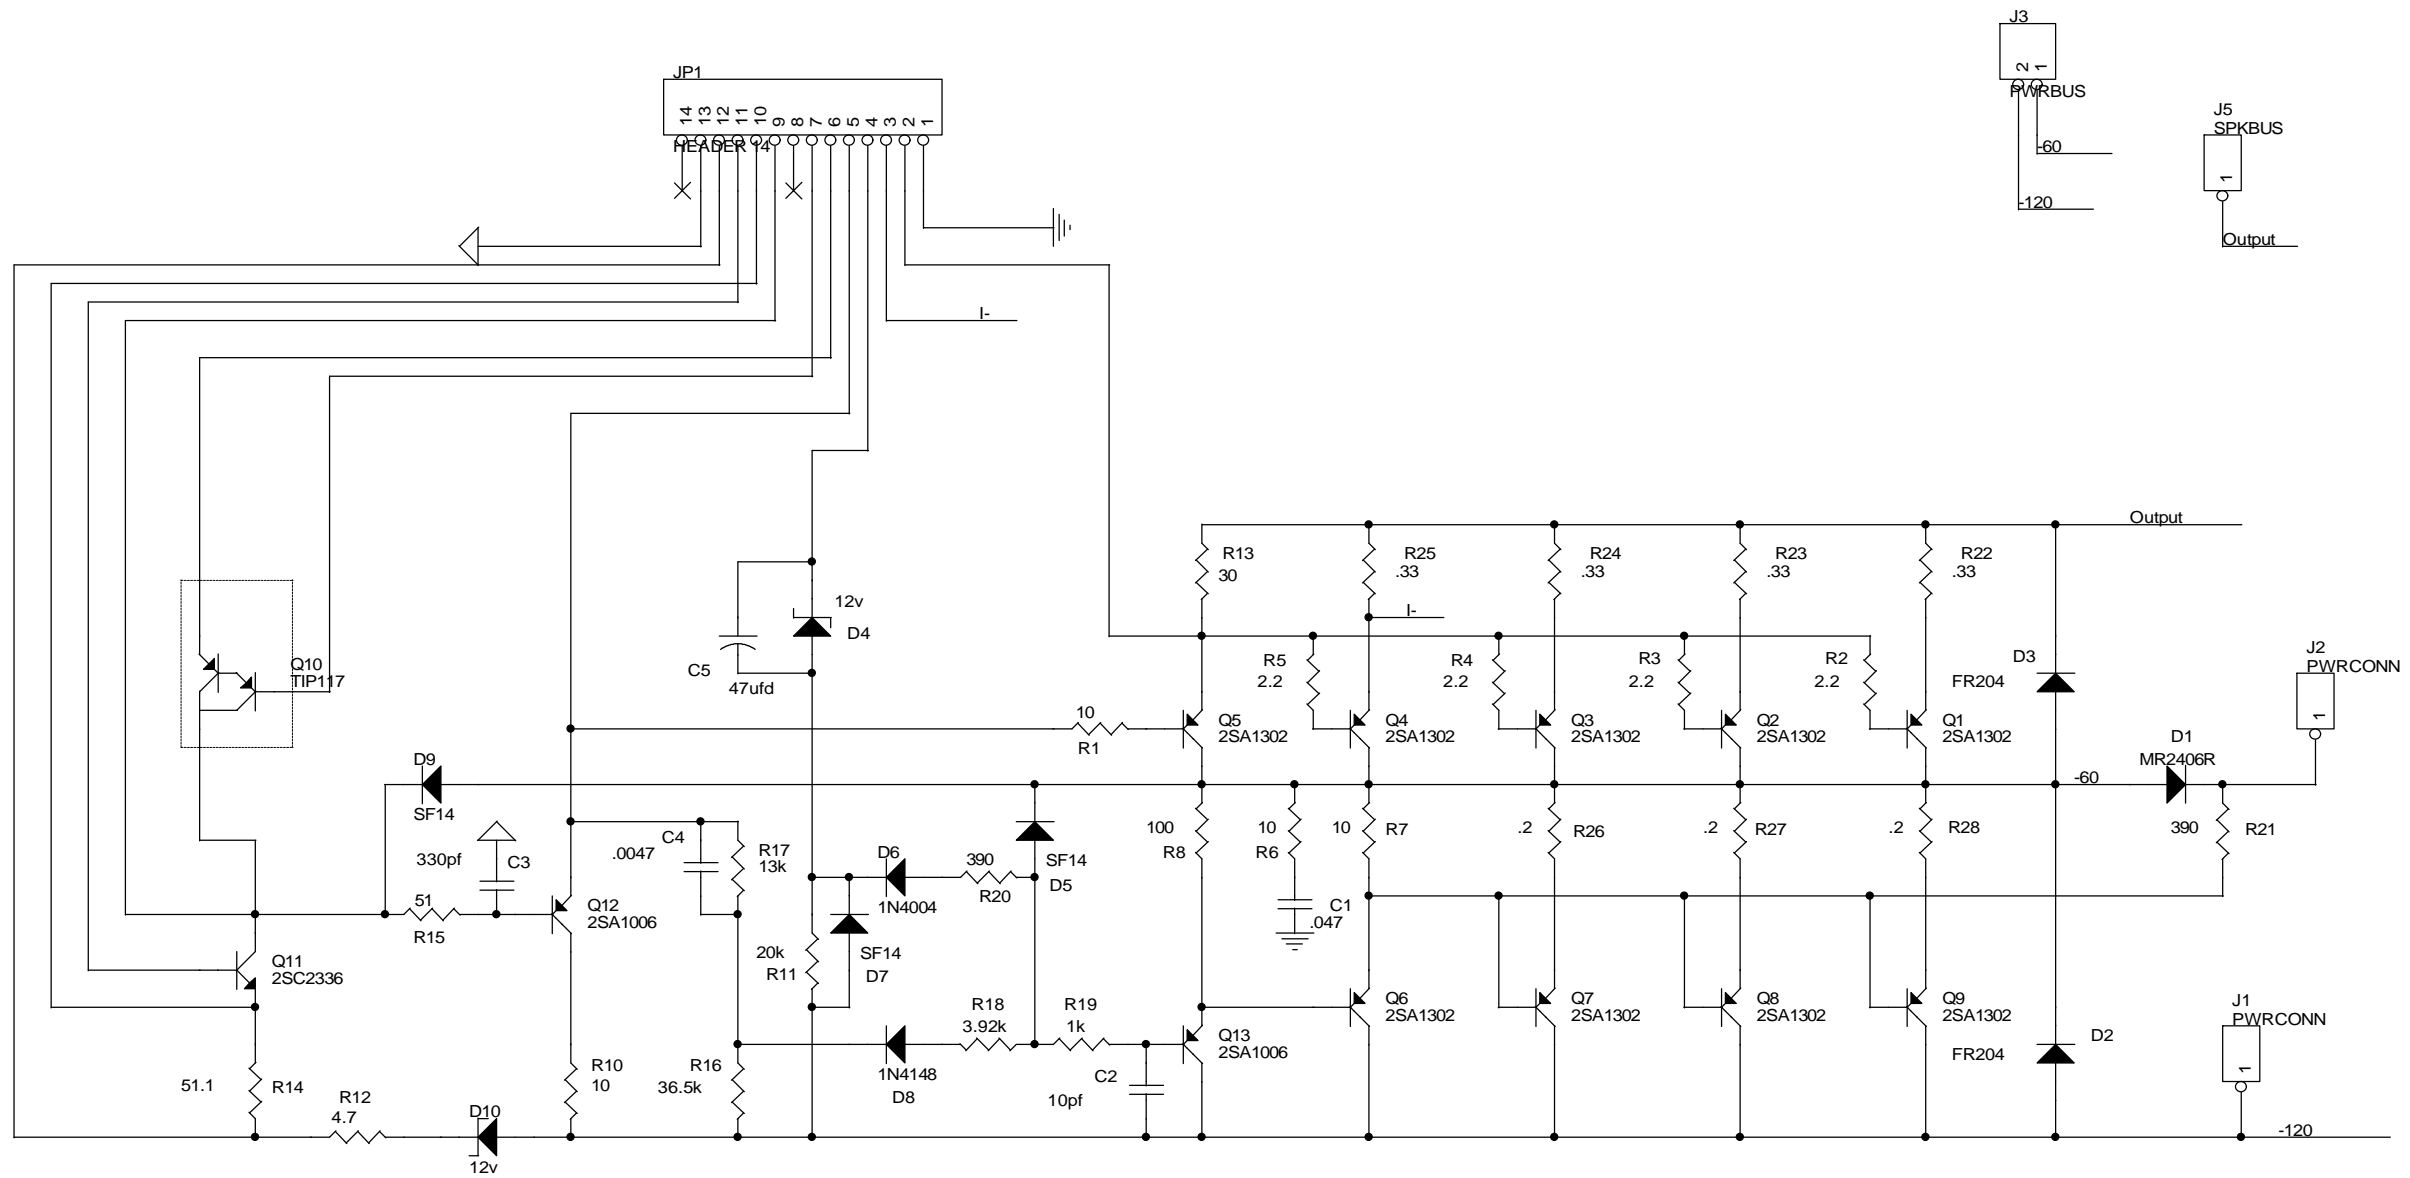 J3
2 1
PWRBUS
-60
-120
J5
SPKBUS
1
Output
JP1
14 13 12 11 10 9 8 7 6 5 4 3 2 1
HEADER 14
I-
Output
R13
30
R25
.33
R24
.33
R23
.33
R22
.33
I-
12v
D4
C5
47ufd
Q10
TIP117
R5
2.2
R4
2.2
R3
2.2
R2
2.2
D3
FR204
J2
PWRCONN
1
10
R1
Q5
2SA1302
Q4
2SA1302
Q3
2SA1302
Q2
2SA1302
Q1
2SA1302
D1
MR2406R
-60
D9
SF14
C4
.0047
R17
13k
330pf
C3
D6
1N4004
390
R20
SF14
D5
100
R8
10
R6
10
R7
.2
R26
.2
R27
.2
R28
390
R21
51
R15
Q12
2SA1006
C1
.047
20k
R11
SF14
D7
Q11
2SC2336
R18
3.92k
R19
1k
Q13
2SA1006
Q6
2SA1302
Q7
2SA1302
Q8
2SA1302
Q9
2SA1302
FR204
D2
J1
PWRCONN
1
51.1
R14
R12
4.7
D10
12v
R10
10
R16
36.5k
1N4148
D8
C2
10pf
-120